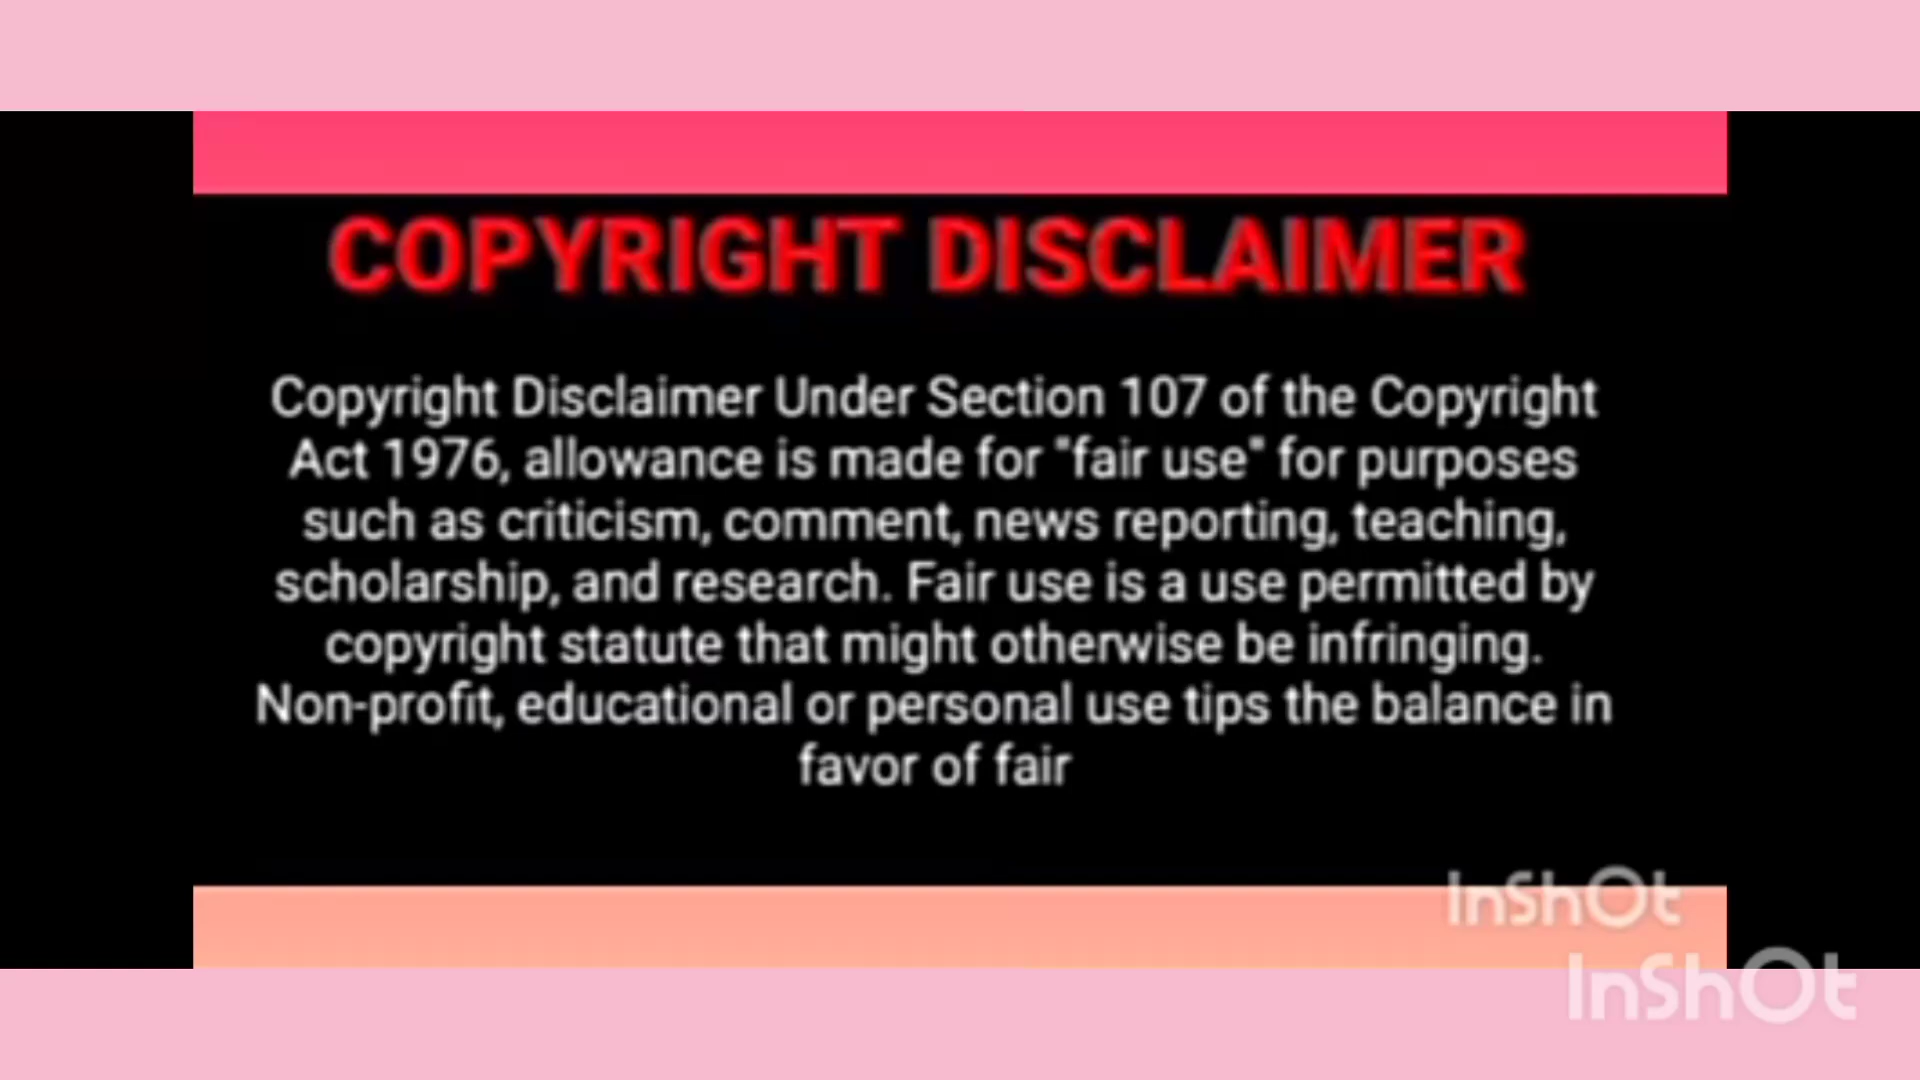 COPYRIGHT DISCLAIMER
Copyright Disclaimer Under Section 107 of the Copyright
Act 1976, allowance is made for "fair use" for purposes
such as criticism, comment, news reporting, teaching,
scholarship, and research. Fair use is a use permitted by
copyright statute that might otherwise be infringing.
Non-profit, educational or personal use tips the balance in
favor of fair
InShOt
InShOt